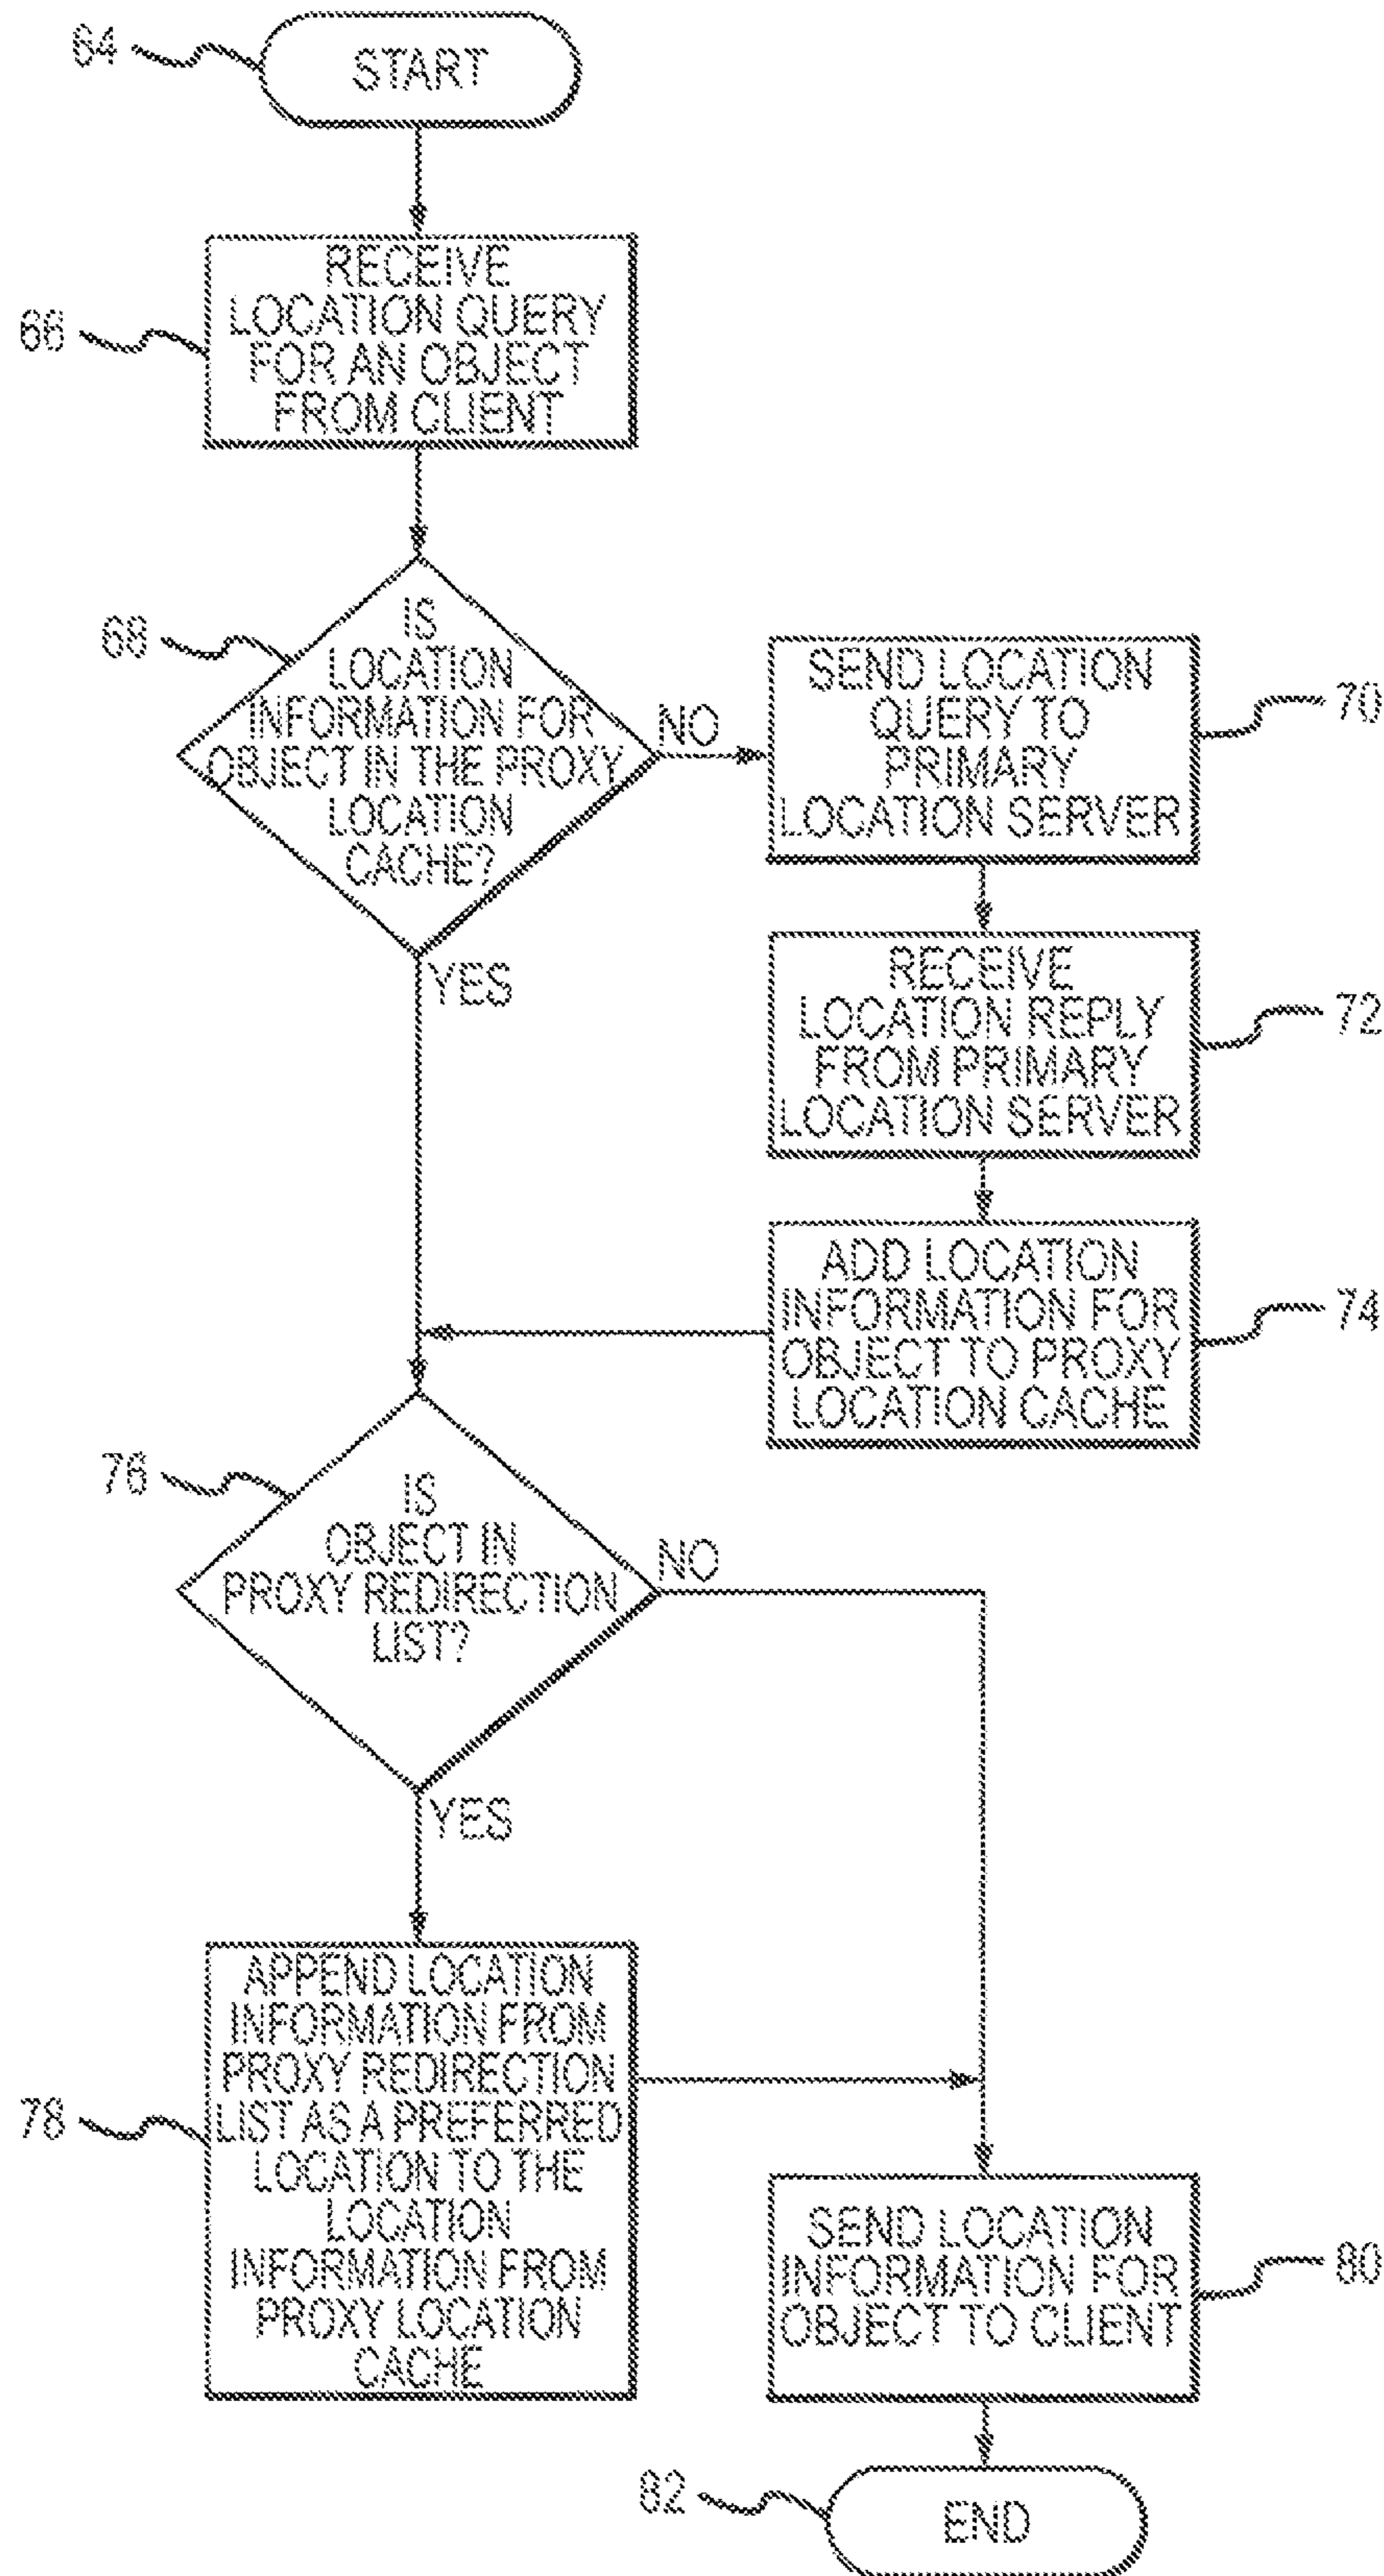 64
START
66
RECEIVE
LOCATION QUERY
FOR AN OBJECT
FROM CLIENT
68
IS
LOCATION
INFORMATION FOR
OBJECT IN THE PROXY
LOCATION
CACHE?
NO
YES
SEND LOCATION
QUERY TO
PRIMARY
LOCATION SERVER
70
RECEIVE
LOCATION REPLY
FROM PRIMARY
LOCATION SERVER
72
ADD LOCATION
INFORMATION FOR
OBJECT TO PROXY
LOCATION CACHE
74
76
IS
OBJECT IN
PROXY REDIRECTION
LIST?
NO
YES
78
APPEND LOCATION
INFORMATION FROM
PROXY REDIRECTION
LIST AS A PREFERRED
LOCATION TO THE
LOCATION
INFORMATION FROM
PROXY LOCATION
CACHE
SEND LOCATION
INFORMATION FOR
OBJECT TO CLIENT
80
82
END